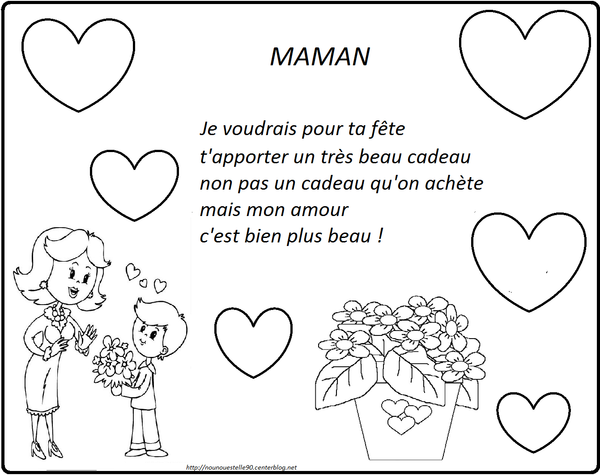 MAMAN
Je voudrais pour ta fête
t'apporter un très beau cadeau
non pas un cadeau qu'on achète
mais mon amour
c'est bien plus beau !
http://nounouestelle90.centerblog.net